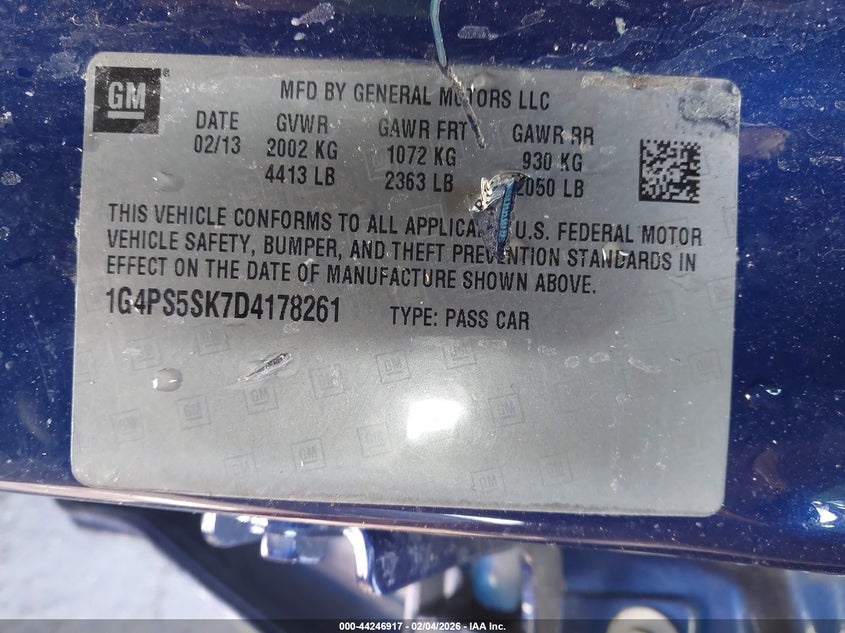 GM
MFD BY GENERAL MOTORS LLC
DATE GVWR GAWR FRT GAWR RR
02/13 2002 KG 1072 KG 930 KG
4413 LB 2363 LB 2050 LB
THIS VEHICLE CONFORMS TO ALL U.S. FEDERAL MOTOR
VEHICLE SAFETY, BUMPER, AND THEFT PREVENTION STANDARDS IN
EFFECT ON THE DATE OF MANUFACTURE SHOWN ABOVE.
1G4PS5SK7D4178261 TYPE: PASS CAR
000-44246917 - 02/04/2026 - IAA Inc.